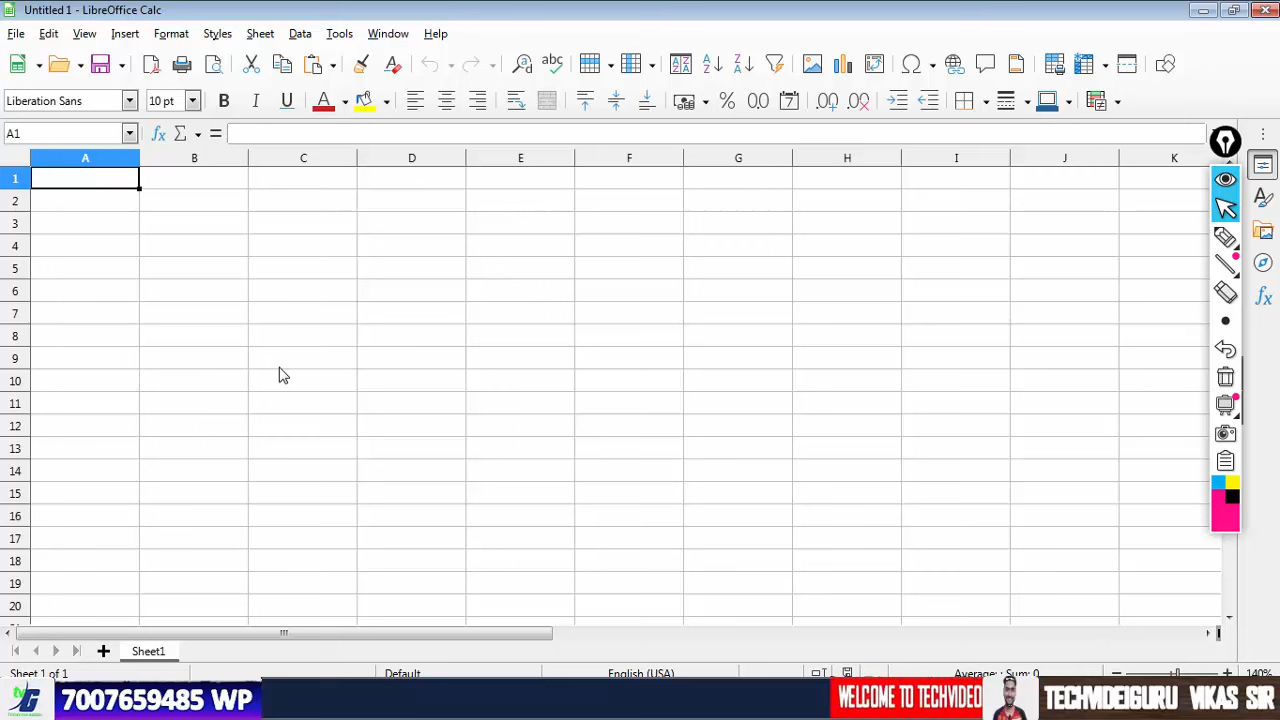 Untitled 1 - LibreOffice Calc
File Edit View Insert Format Styles Sheet Data Tools Window Help
Liberation Sans 10 pt
A1
A B C D E F G H I J K
1
2
3
4
5
6
7
8
9
10
11
12
13
14
15
16
17
18
19
20
Sheet1
Sheet 1 of 1 Default English (USA) Average: ; Sum: 0 140%
7007659485 WP WELCOME TO TECHVIDEO TECHVIDEIGURU VIKAS SIR